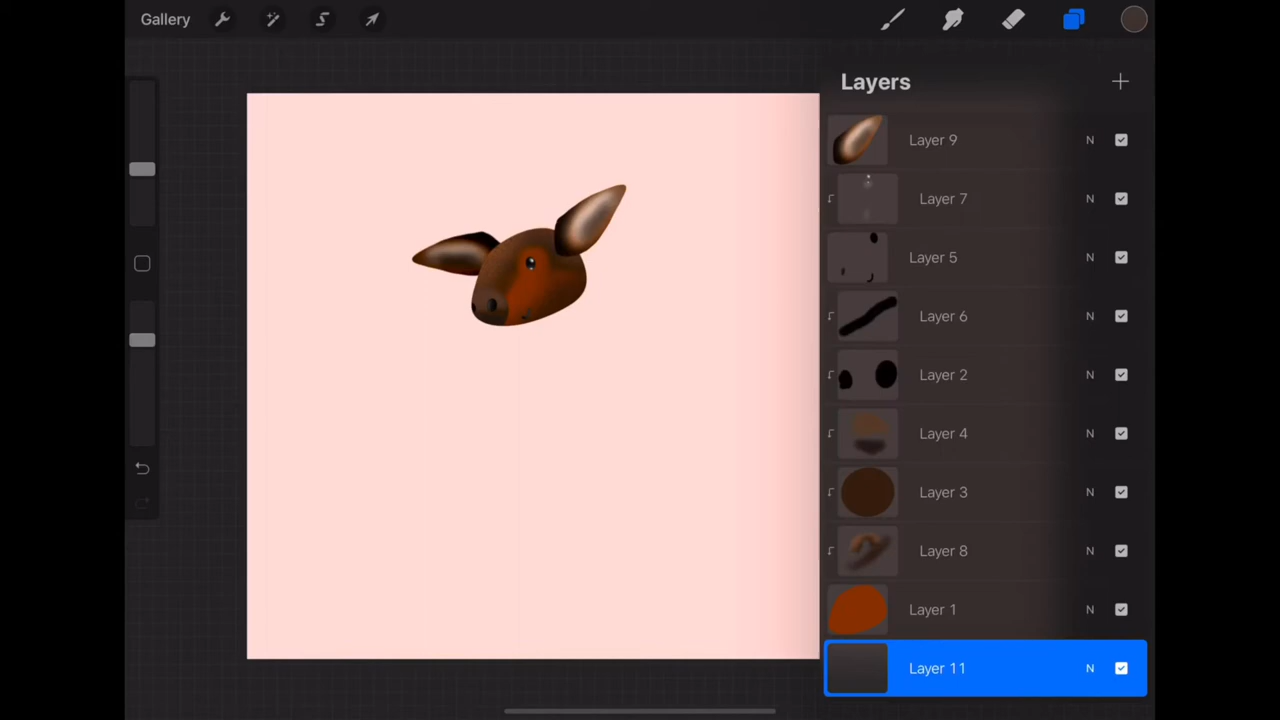 Gallery
Layers
Layer 9 N
Layer 7 N
Layer 5 N
Layer 6 N
Layer 2 N
Layer 4 N
Layer 3 N
Layer 8 N
Layer 1 N
Layer 11 N